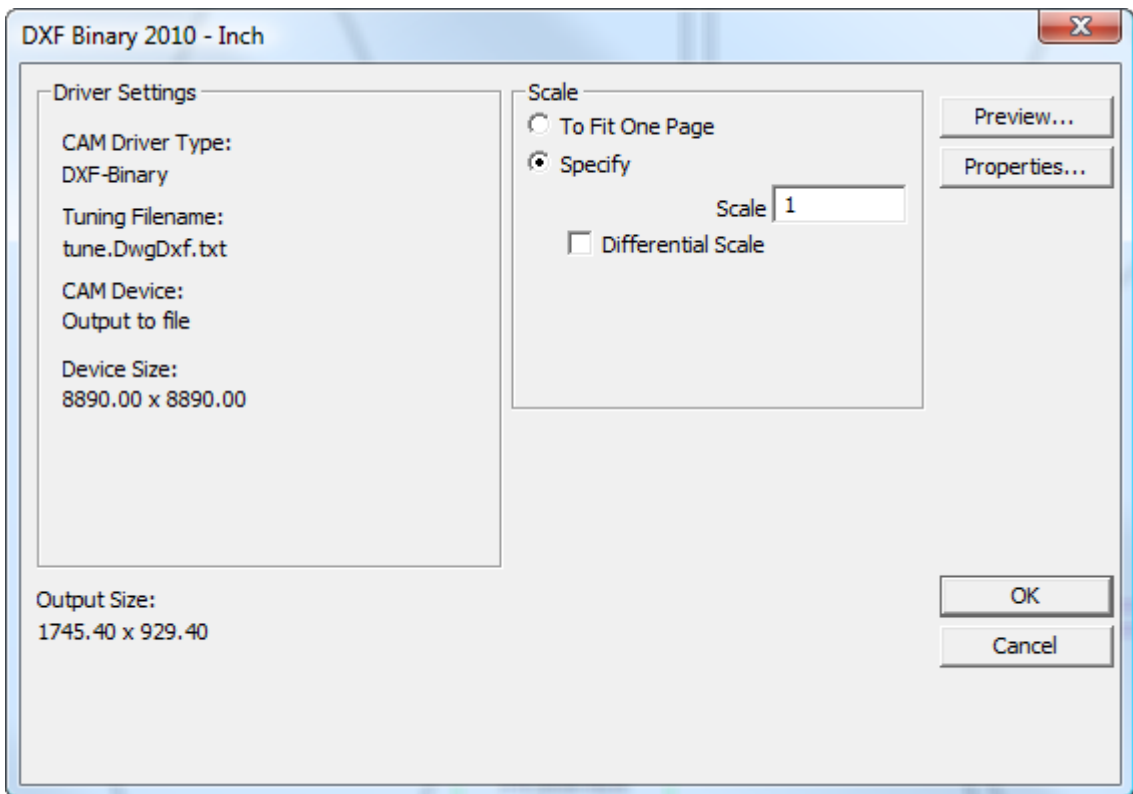 DXF Binary 2010 - Inch
Driver Settings
CAM Driver Type:
DXF-Binary
Tuning Filename:
tune.DwgDxf.txt
CAM Device:
Output to file
Device Size:
8890.00 x 8890.00
Scale
To Fit One Page
Specify
Scale 1
Differential Scale
Preview...
Properties...
Output Size:
1745.40 x 929.40
OK
Cancel